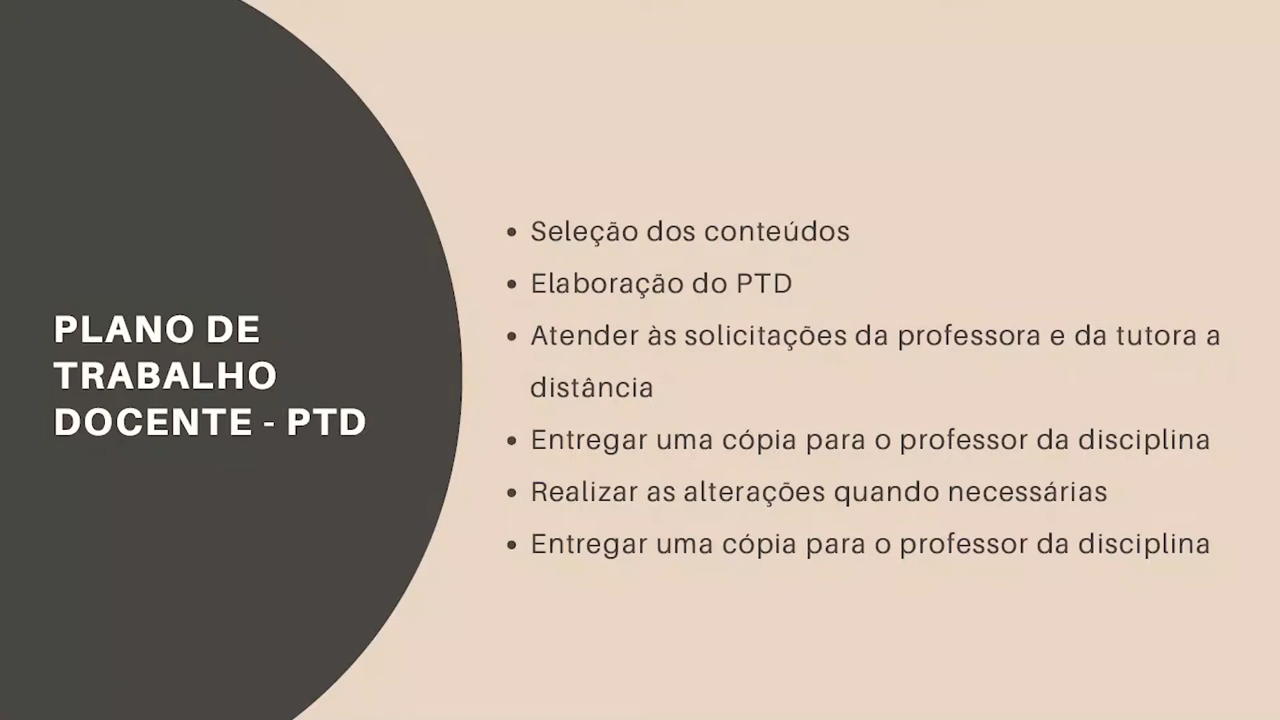 PLANO DE
TRABALHO
DOCENTE - PTD
• Seleção dos conteúdos
• Elaboração do PTD
• Atender às solicitações da professora e da tutora a
distância
• Entregar uma cópia para o professor da disciplina
• Realizar as alterações quando necessárias
• Entregar uma cópia para o professor da disciplina